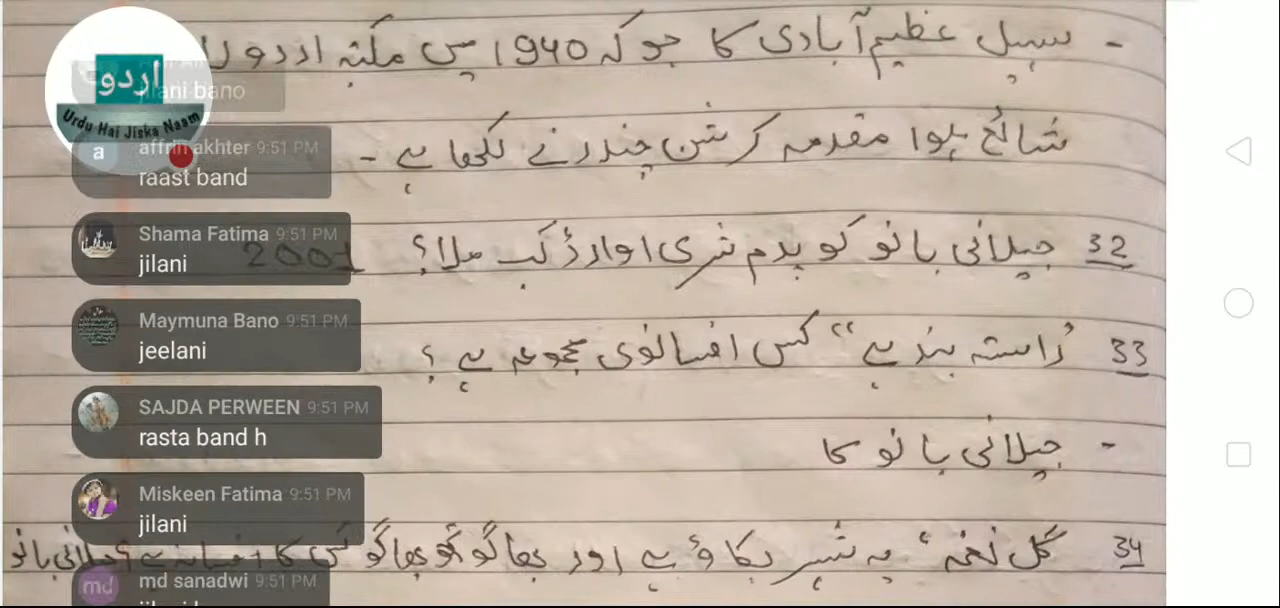 - سہیل عظیم آبادی کا جو کہ 1940 میں مکتبہ اردو
شائع ہوا مقدمہ کرشن چندر نے لکھا ہے -
32 جیلانی بانو کو پدم شری اوارڈ کب ملا؟ 2001
33 "راستہ بند ہے" کس افسانوی مجموعہ ہے ؟
- جیلانی بانو کا
34 گل نغمہ، یہ شہر بکاؤ ہے اور بھاگو بھاگو کس کا افسانہ ہے ؟ جیلانی بانو
اردو
Urdu Hai Jiska Naam
jilani bano
a
affrin akhter 9:51 PM
raast band
Shama Fatima 9:51 PM
jilani
Maymuna Bano 9:51 PM
jeelani
SAJDA PERWEEN 9:51 PM
rasta band h
Miskeen Fatima 9:51 PM
jilani
md
md sanadwi 9:51 PM